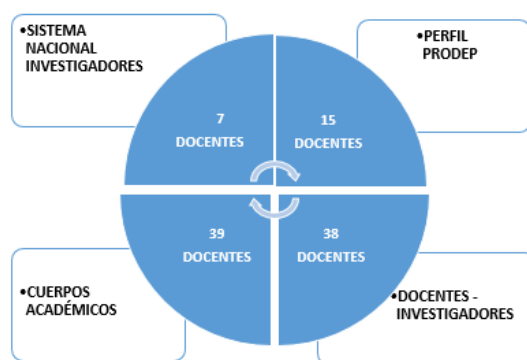 •SISTEMA
NACIONAL
INVESTIGADORES
•PERFIL
PRODEP
7
DOCENTES
15
DOCENTES
39
DOCENTES
38
DOCENTES
•CUERPOS
ACADÉMICOS
•DOCENTES -
INVESTIGADORES